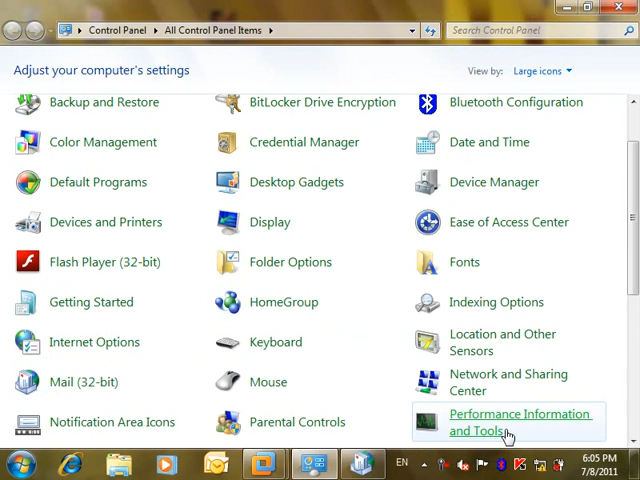 Control Panel
All Control Panel Items
Search Control Panel
Adjust your computer's settings
View by: Large icons
Backup and Restore
BitLocker Drive Encryption
Bluetooth Configuration
Color Management
Credential Manager
Date and Time
Default Programs
Desktop Gadgets
Device Manager
Devices and Printers
Display
Ease of Access Center
Flash Player (32-bit)
Folder Options
Fonts
Getting Started
HomeGroup
Indexing Options
Internet Options
Keyboard
Location and Other
Sensors
Mail (32-bit)
Mouse
Network and Sharing
Center
Notification Area Icons
Parental Controls
Performance Information
and Tools
EN
6:05 PM
7/8/2011